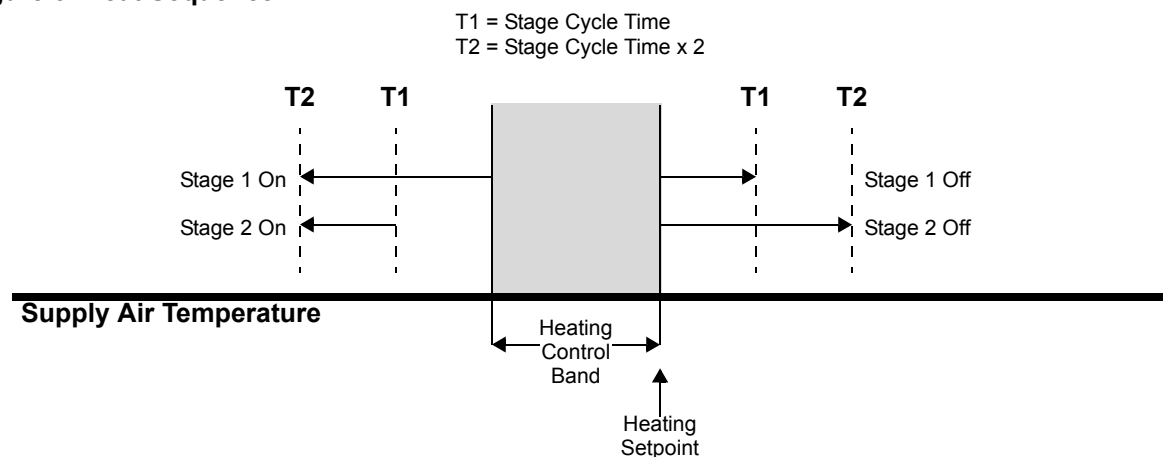 T1 = Stage Cycle Time
T2 = Stage Cycle Time x 2
T2 T1 T1 T2
Stage 1 On Stage 1 Off
Stage 2 On Stage 2 Off
Supply Air Temperature
Heating
Control
Band
Heating
Setpoint